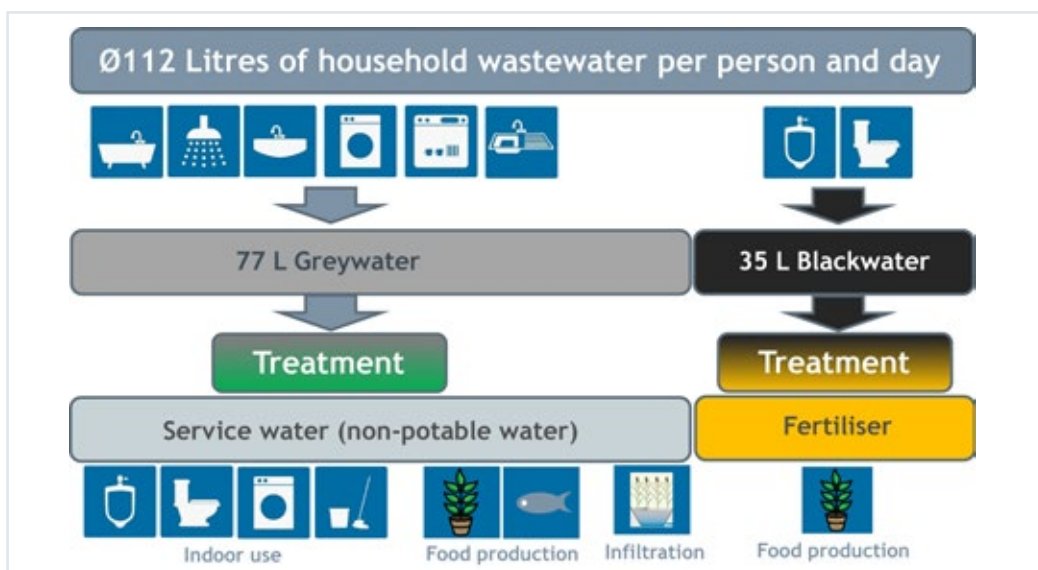 Ø112 Litres of household wastewater per person and day
77 L Greywater
35 L Blackwater
Treatment
Treatment
Service water (non-potable water)
Fertiliser
Indoor use
Food production
Infiltration
Food production